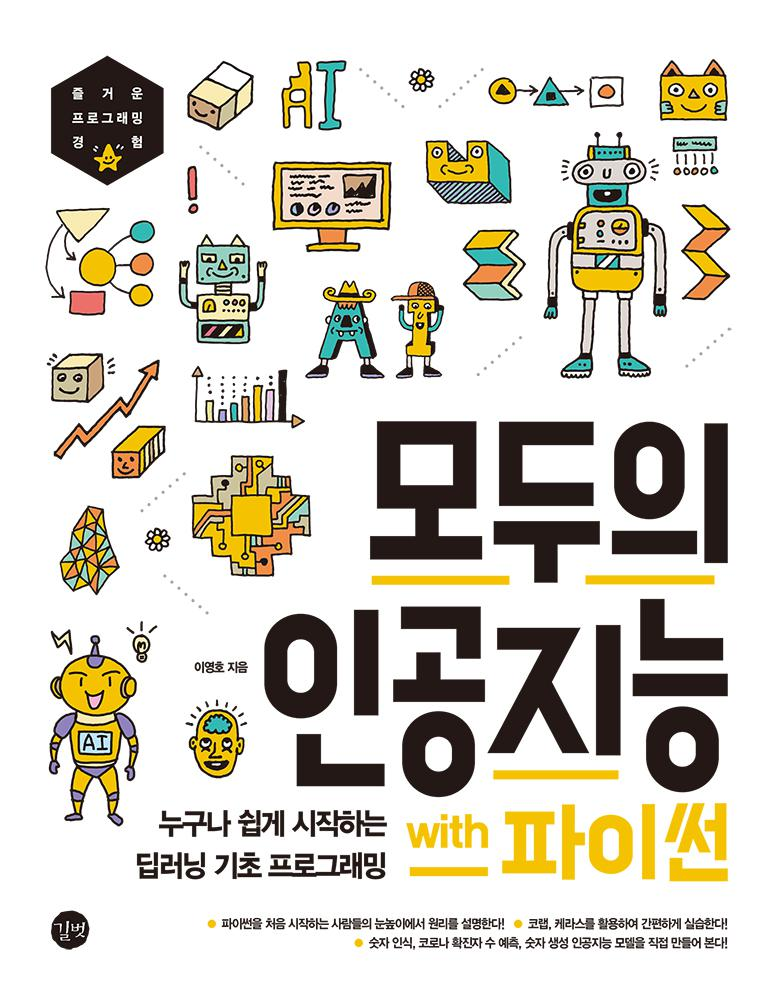 즐거운
프로그래밍
경험
AI
모두의
인공지능
이영호 지음
AI
누구나 쉽게 시작하는
딥러닝 기초 프로그래밍
with 파이썬
길벗
파이썬을 처음 시작하는 사람들의 눈높이에서 원리를 설명한다! 코랩, 케라스를 활용하여 간편하게 실습한다!
숫자 인식, 코로나 확진자 수 예측, 숫자 생성 인공지능 모델을 직접 만들어 본다!